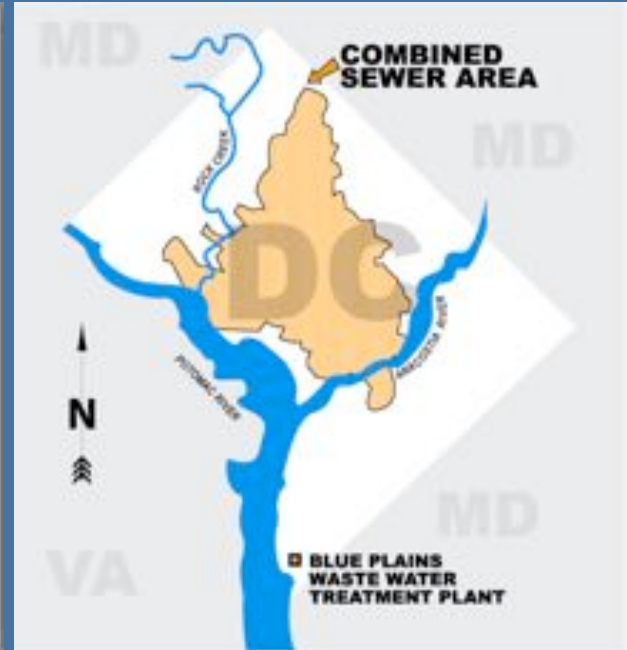 MD
COMBINED
SEWER AREA
MD
ROCK CREEK
DC
ANACOSTIA RIVER
POTOMAC RIVER
N
MD
VA
BLUE PLAINS
WASTE WATER
TREATMENT PLANT